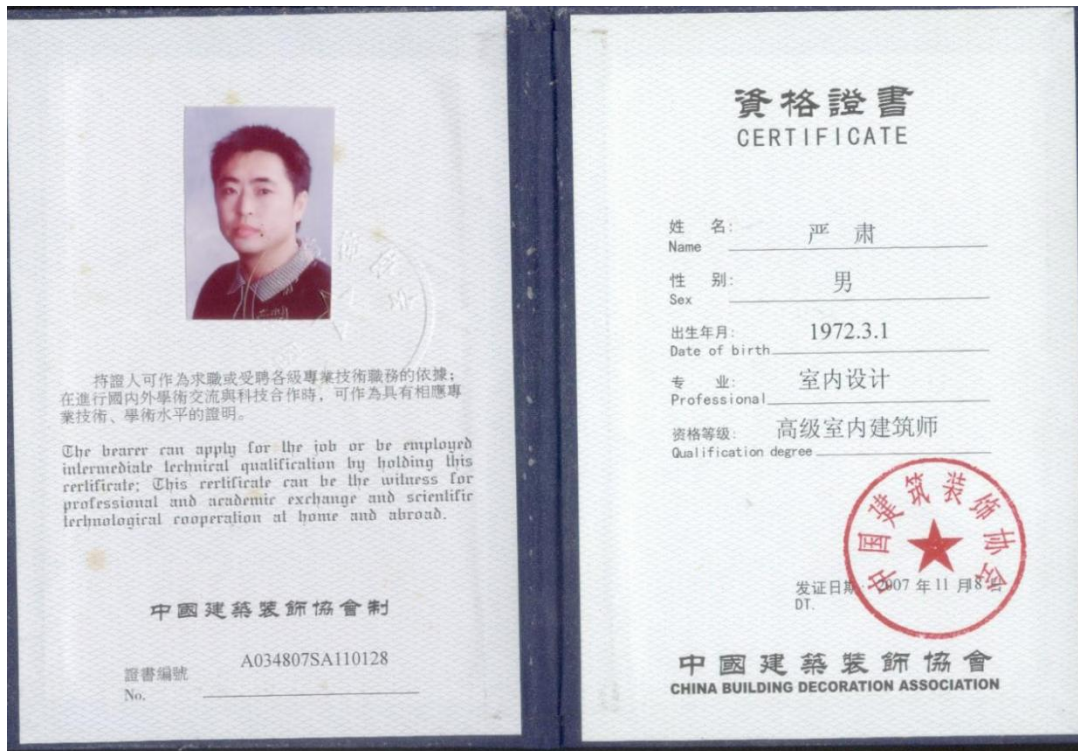 持證人可作為求職或受聘各級專業技術職務的依據;
在進行國内外學術交流與科技合作時，可作為具有相應專
業技術、學術水平的證明。
The bearer can apply for the job or be employed
intermediate technical qualification by holding this
certificate; This certificate can be the witness for
professional and academic exchange and scientific
technological cooperation at home and abroad.
中國建築裝飾協會制
證書編號 A034807SA110128
No.
資格證書
CERTIFICATE
姓 名: 严 肃
Name
性 别: 男
Sex
出生年月: 1972.3.1
Date of birth
专 业: 室内设计
Professional
资格等级: 高级室内建筑师
Qualification degree
中国建筑装饰协会
发证日期: 2007 年 11 月18 日
DT.
中國建築裝飾協會
CHINA BUILDING DECORATION ASSOCIATION